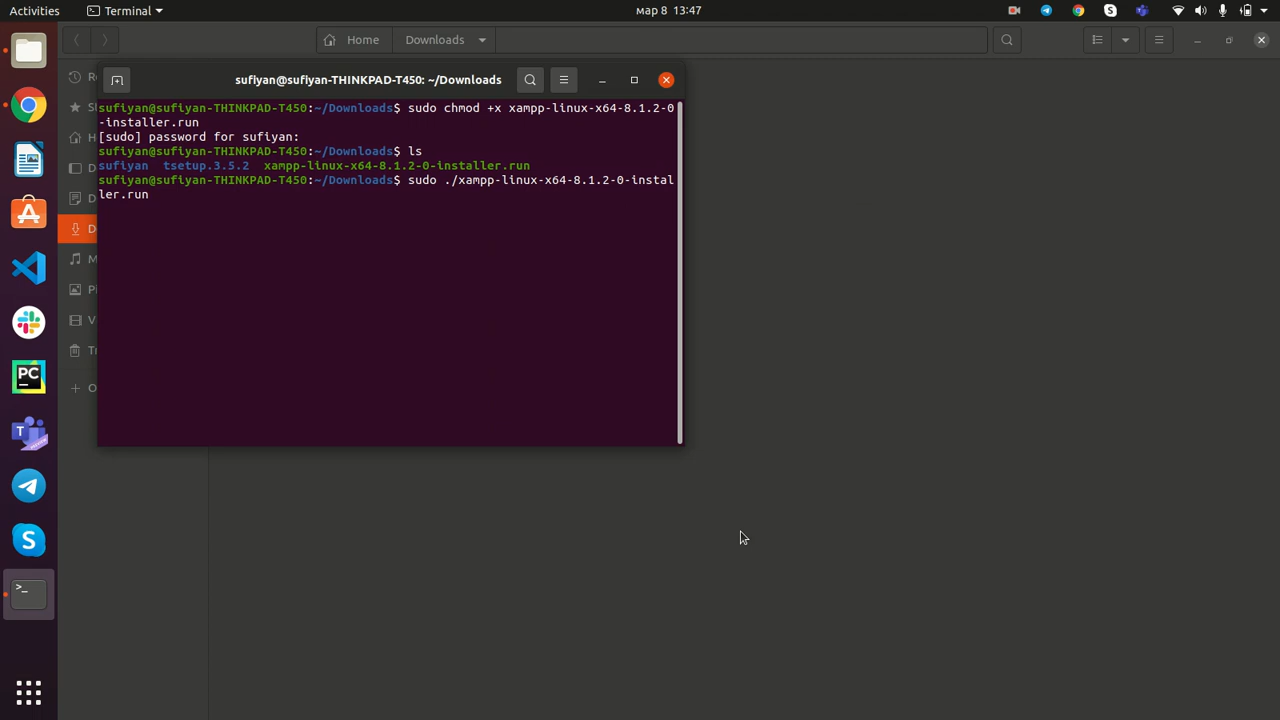 Activities
Terminal
мар 8 13:47
Home
Downloads
sufiyan@sufiyan-THINKPAD-T450: ~/Downloads
sufiyan@sufiyan-THINKPAD-T450:~/Downloads$ sudo chmod +x xampp-linux-x64-8.1.2-0
-installer.run
[sudo] password for sufiyan:
sufiyan@sufiyan-THINKPAD-T450:~/Downloads$ ls
sufiyan tsetup.3.5.2 xampp-linux-x64-8.1.2-0-installer.run
sufiyan@sufiyan-THINKPAD-T450:~/Downloads$ sudo ./xampp-linux-x64-8.1.2-0-instal
ler.run